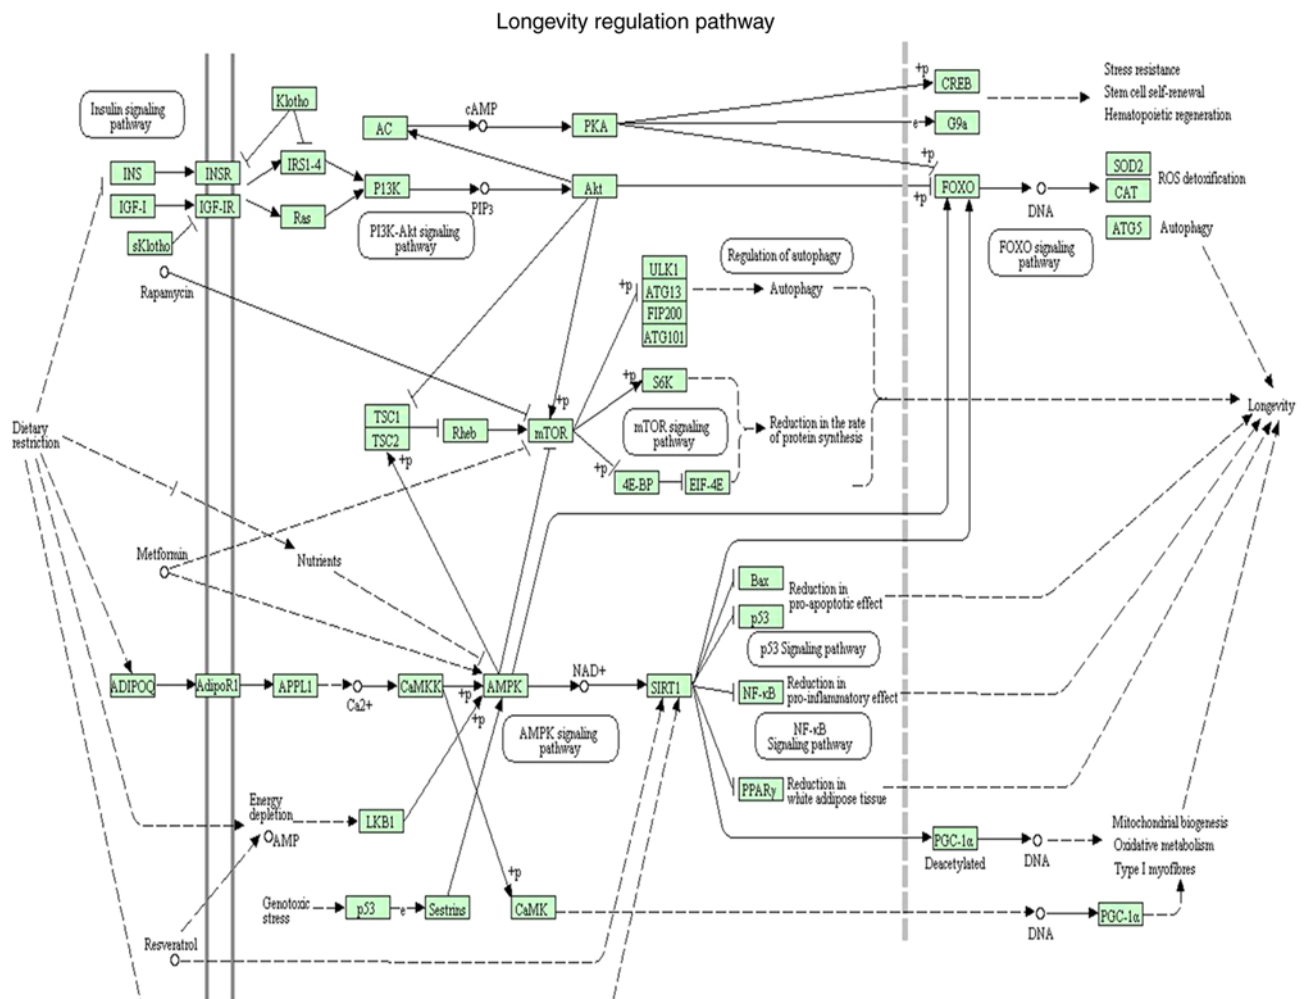 Longevity regulation pathway
Insulin signaling
pathway
Klotho
INS
INSR
IRS1-4
IGF-I
IGF-IR
Ras
sKlotho
Rapamycin
AC
cAMP
PKA
P13K
PIP3
Akt
PI3K-Akt signaling
pathway
+p
CREB
e
G9a
+p
FOXO
+p
DNA
Stress resistance
Stem cell self-renewal
Hematopoietic regeneration
SOD2
CAT
ROS detoxification
ATG5
Autophagy
FOXO signaling
pathway
Regulation of autophagy
ULK1
+p
ATG13
FIP200
ATG101
Autophagy
TSC1
TSC2
+p
Rheb
+p
mTOR
+p
S6K
mTOR signaling
pathway
+p
4E-BP
EIF-4E
Reduction in the rate
of protein synthesis
Longevity
Dietary
restriction
Metformin
Nutrients
ADIPOQ
AdipoR1
APPL1
Ca2+
CaMKK
+p
+p
AMPK
NAD+
SIRT1
AMPK signaling
pathway
Bax
Reduction in
pro-apoptotic effect
p53
p53 Signaling pathway
NF-κB
Reduction in
pro-inflammatory effect
NF-κB
Signaling pathway
PPARγ
Reduction in
white addipose tissue
Energy
depletion
AMP
LKB1
PGC-1α
Deacetylated
DNA
Mitochondrial biogenesis
Oxidative metabolism
Type I myofibres
Genotoxic
stress
p53
e
Sestrins
+p
CaMK
DNA
PGC-1α
Resveratrol